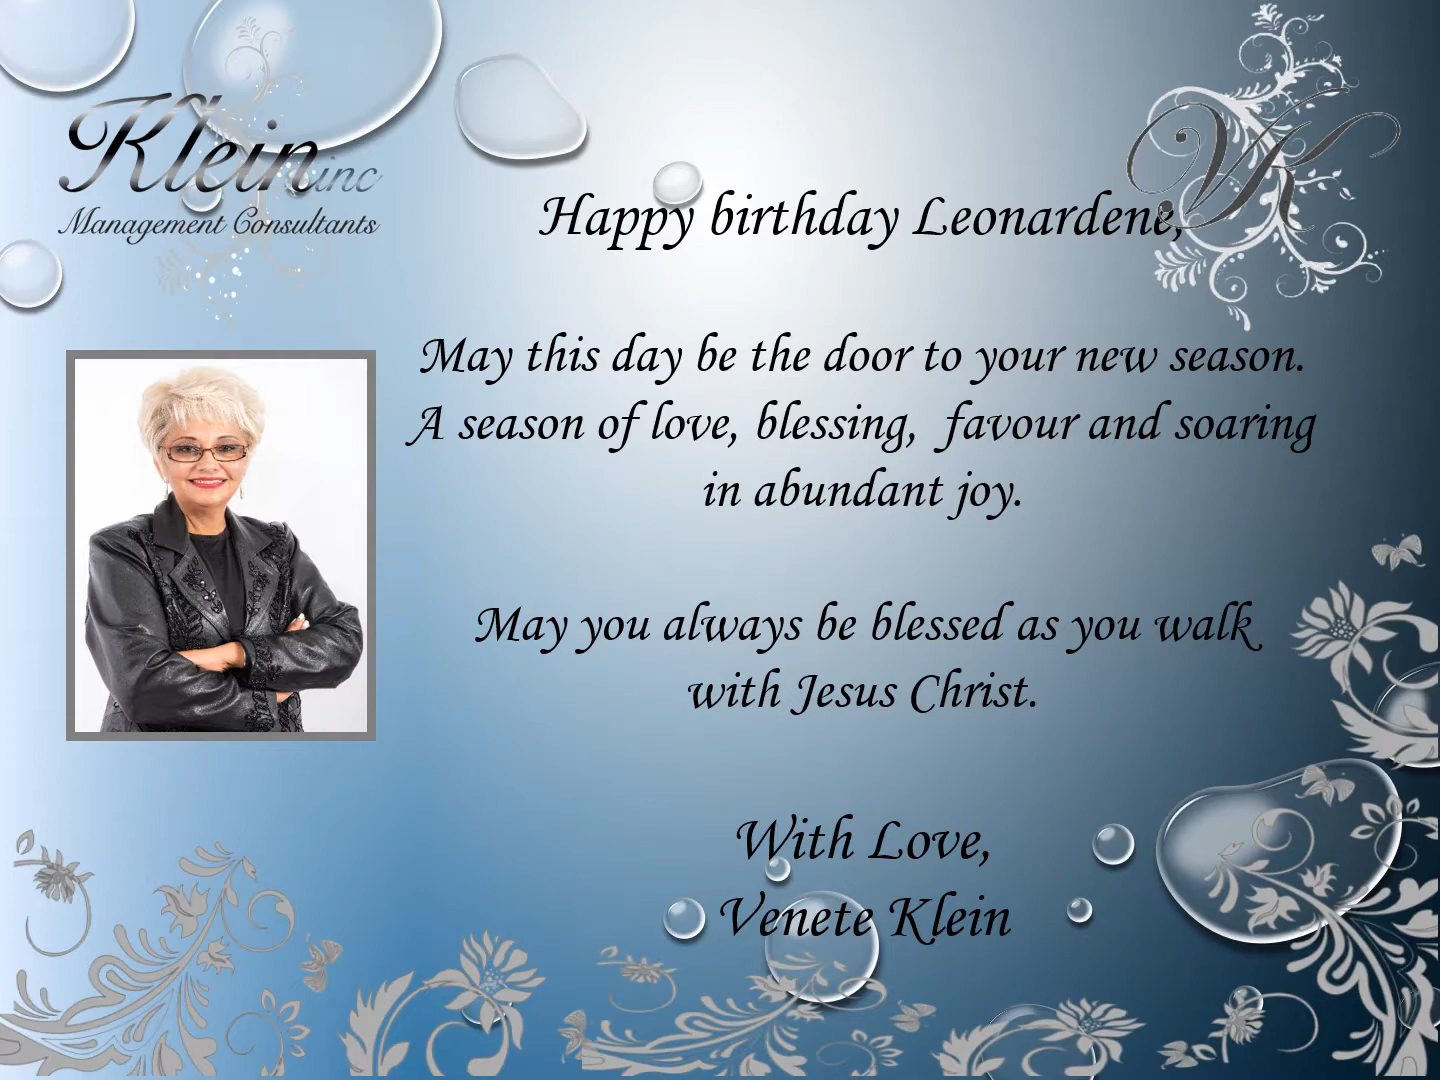 Klein inc
Management Consultants
VK
Happy birthday Leonardene,
May this day be the door to your new season.
A season of love, blessing, favour and soaring
in abundant joy.
May you always be blessed as you walk
with Jesus Christ.
With Love,
Venete Klein